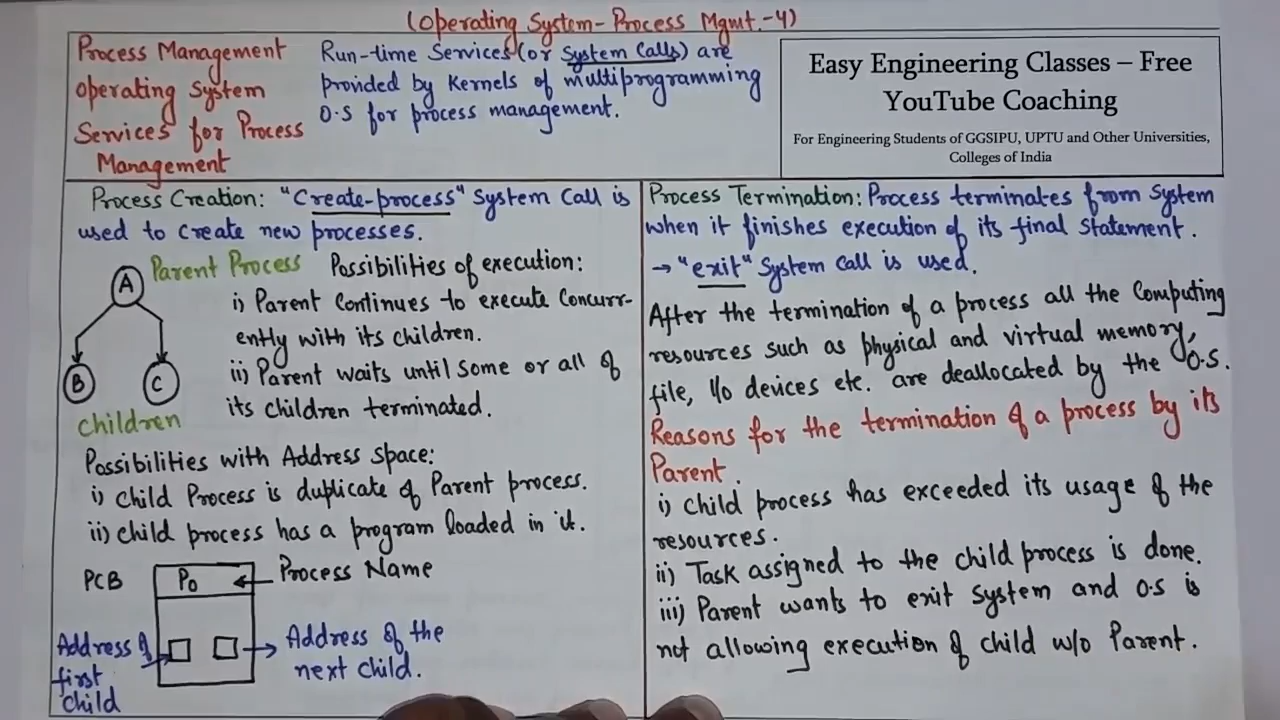 (Operating System- Process Mgmt.-4)
Process Management
Operating System
Services for Process
Management
Run-time Services (or System Calls) are
provided by Kernels of multiprogramming
O.S for process management.
Easy Engineering Classes – Free
YouTube Coaching
For Engineering Students of GGSIPU, UPTU and Other Universities,
Colleges of India
Process Creation: "Create-process" System Call is
used to create new processes.
A Parent Process
B C
Children
Possibilities of execution:
i) Parent Continues to execute Concurr-
ently with its children.
ii) Parent waits until some or all of
its children terminated.
Possibilities with Address Space:
i) Child Process is duplicate of Parent process.
ii) Child process has a program loaded in it.
PCB P0 Process Name
Address of
first
child
Address of the
next child.
Process Termination: Process terminates from System
when it finishes execution of its final statement.
→ "exit" System call is used.
After the termination of a process all the Computing
resources such as physical and virtual memory,
file, I/o devices etc. are deallocated by the O.S.
Reasons for the termination of a process by its
Parent.
i) Child process has exceeded its usage of the
resources.
ii) Task assigned to the child process is done.
iii) Parent wants to exit System and O.S is
not allowing execution of child w/o Parent.